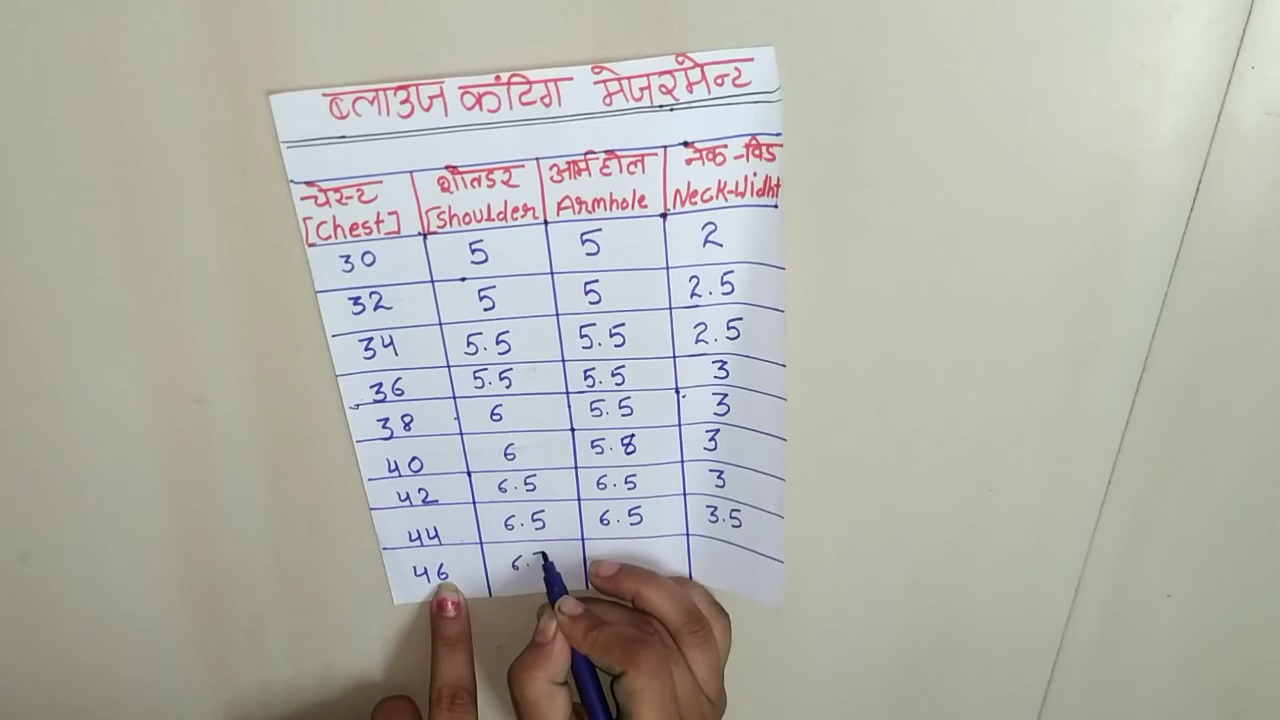 ब्लाउज कंटिग मेजरमेन्ट
चेस्ट शोल्डर आर्महोल नेक-विड
[Chest] [Shoulder Armhole Neck-Widht
30 5 5 2
32 5 5 2.5
34 5.5 5.5 2.5
36 5.5 5.5 3
38 6 5.5 3
40 6 5.8 3
42 6.5 6.5 3
44 6.5 6.5 3.5
46 6.